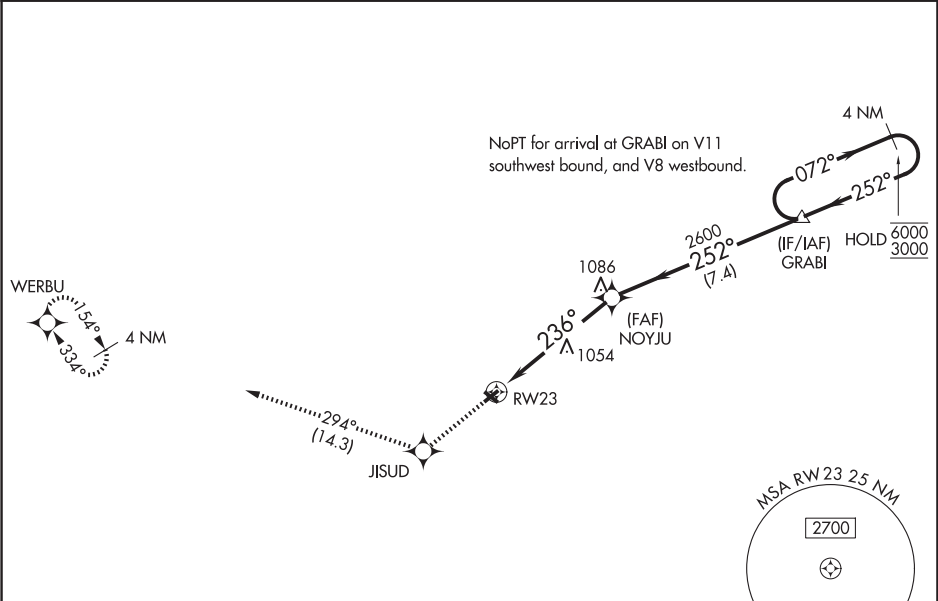 4 NM
NoPT for arrival at GRABI on V11
southwest bound, and V8 westbound.
072°
252°
HOLD
6000
3000
(IF/IAF)
GRABI
2600
252°
(7.4)
1086
(FAF)
NOYJU
WERBU
154°
4 NM
334°
236°
1054
RW23
294°
(14.3)
JISUD
MSA RW23 25 NM
2700